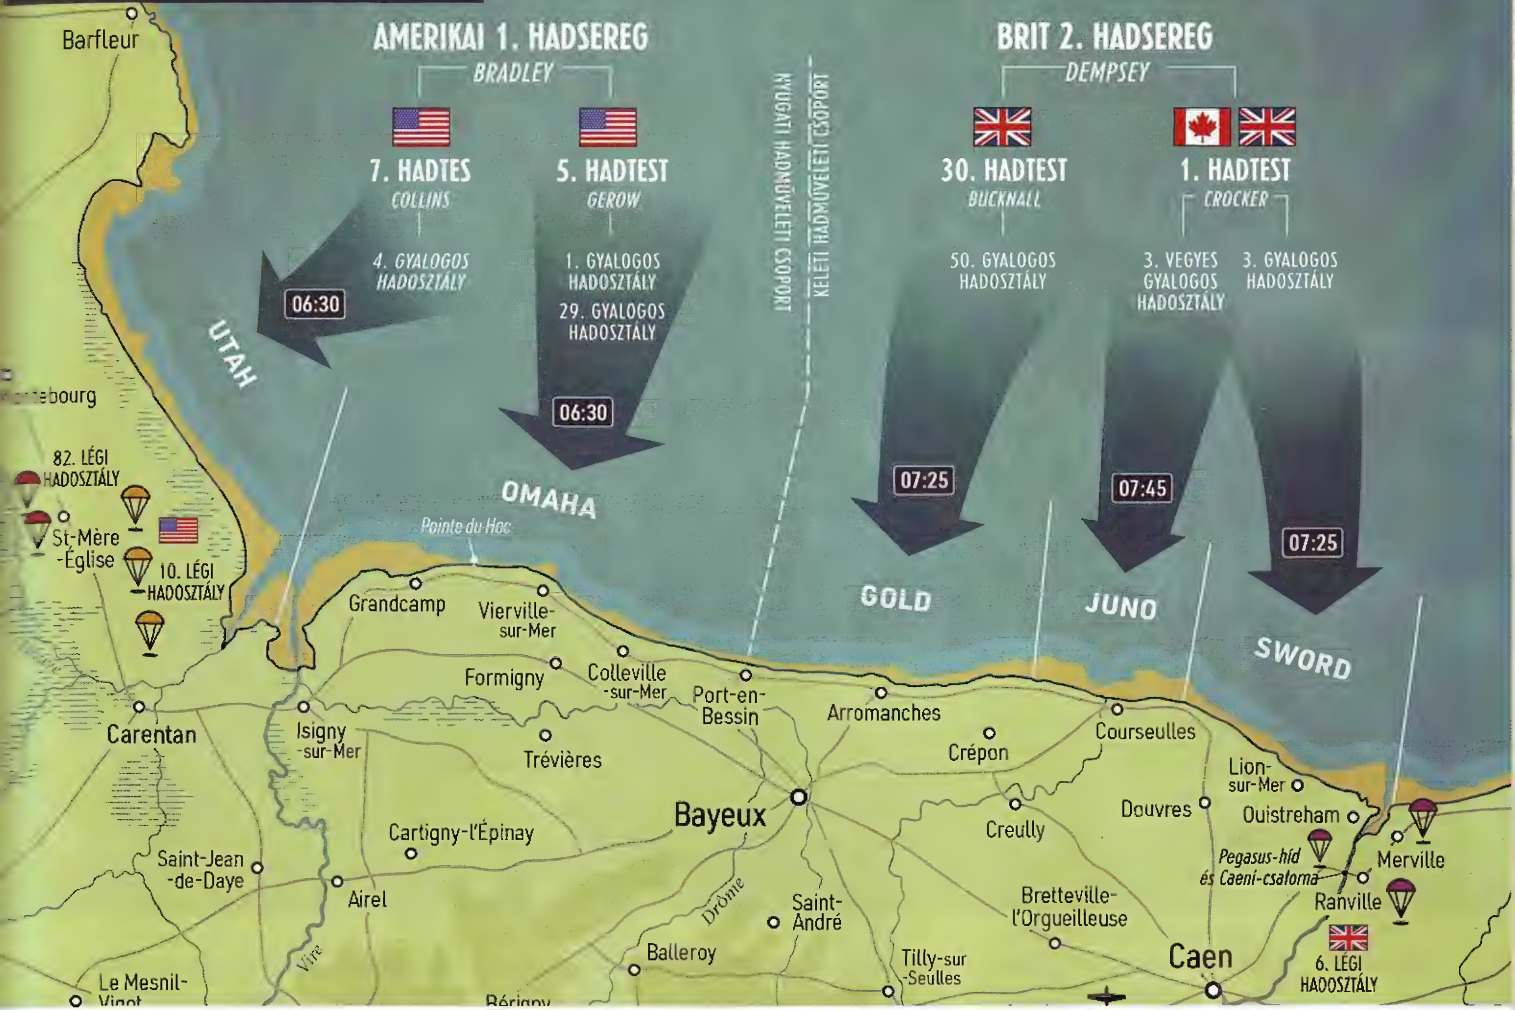 Barfleur
AMERIKAI 1. HADSEREG
BRADLEY
7. HADTES
COLLINS
4. GYALOGOS
HADOSZTÁLY
5. HADTEST
GEROW
1. GYALOGOS
HADOSZTÁLY
29. GYALOGOS
HADOSZTÁLY
NYUGATI HADMŰVELETI CSOPORT
KELETI HADMŰVELETI CSOPORT
BRIT 2. HADSEREG
DEMPSEY
30. HADTEST
BUCKNALL
50. GYALOGOS
HADOSZTÁLY
1. HADTEST
CROCKER
3. VEGYES
GYALOGOS
HADOSZTÁLY
3. GYALOGOS
HADOSZTÁLY
06:30
UTAH
06:30
OMAHA
07:25
GOLD
07:45
JUNO
07:25
SWORD
82. LÉGI
HADOSZTÁLY
St-Mère
-Église
10. LÉGI
HADOSZTÁLY
Pointe du Hoc
Grandcamp
Vierville-
sur-Mer
Formigny
Colleville
-sur-Mer
Port-en-
Bessin
Arromanches
Crépon
Courseulles
Lion-
sur-Mer
Ouistreham
Douvres
Creully
Merville
Pegasus-híd
és Caeni-csatorna
Ranville
6. LÉGI
HADOSZTÁLY
Carentan
Isigny
-sur-Mer
Trévières
Bayeux
Cartigny-l'Épinay
Saint-Jean
-de-Daye
Airel
Vire
Drôme
Saint-
André
Balleroy
Bretteville-
l'Orgueilleuse
Tilly-sur
-Seulles
Caen
Le Mesnil-
Vigot
Bérigny